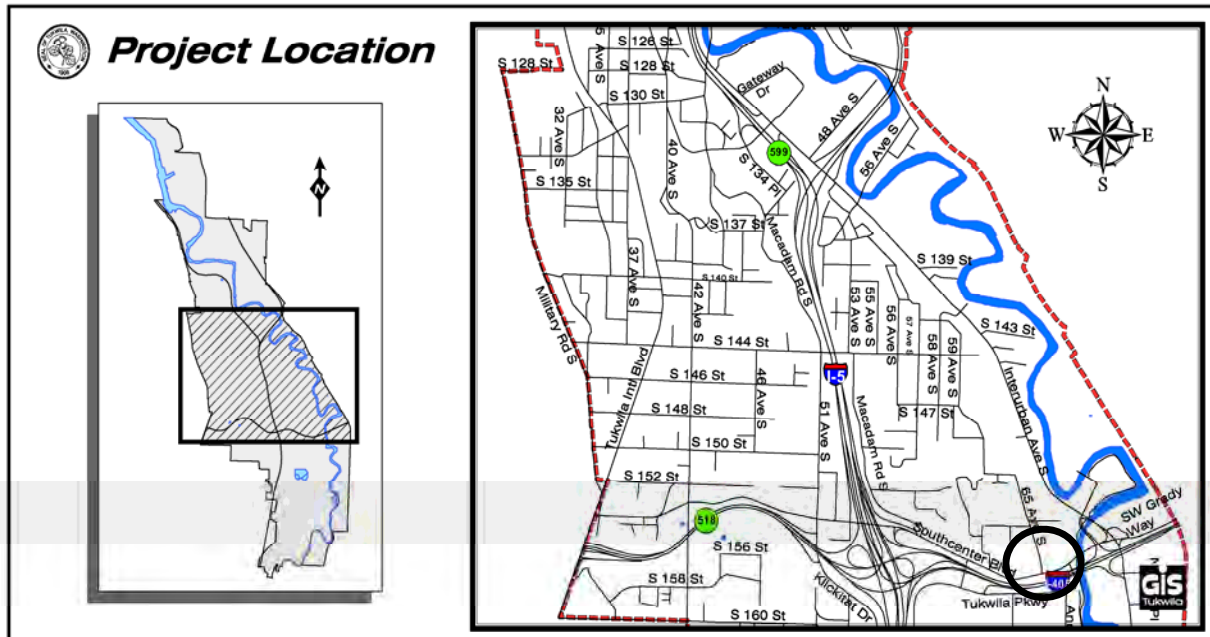 SEAL OF TUKWILA, WASHINGTON
1908
Project Location
N
S 126 St
S 128 St
S 128 St
S 130 St
Gateway
Dr
N
W
E
S
32 Ave S
40 Ave S
48 Ave S
56 Ave S
599
S 134 Pl
S 135 St
S 137 St
Macadam Rd S
S 139 St
37 Ave S
S 140 St
42 Ave S
Military Rd S
53 Ave S
55 Ave S
56 Ave S
57 Ave S
58 Ave S
59 Ave S
S 143 St
S 144 St
Tukwila Intl Blvd
S 146 St
46 Ave S
I-5
Interurban Ave S
S 147 St
S 148 St
51 Ave S
Macadam Rd S
S 150 St
S 152 St
65 Ave S
SW Grady
Way
518
Southcenter Blvd
S 156 St
S 158 St
Klickitat Dr
Tukwila Pkwy
S 160 St
GIS
Tukwila